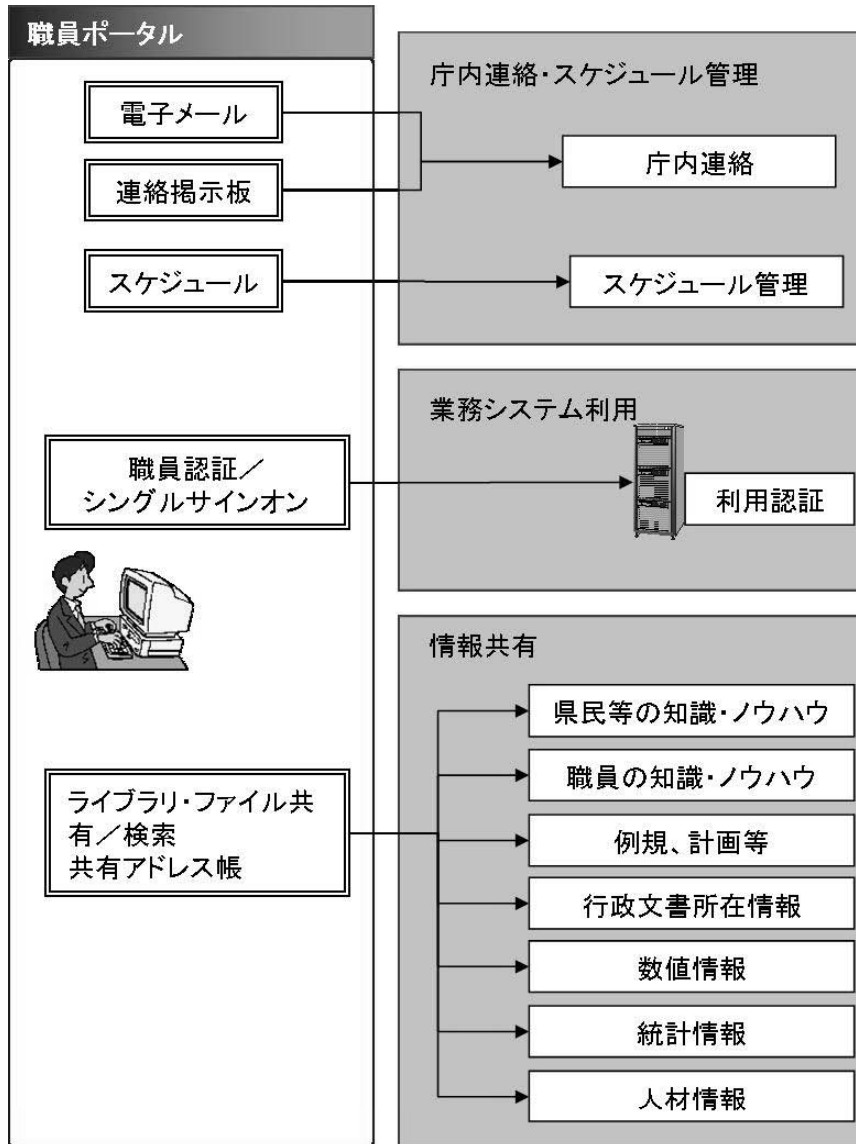 職員ポータル
電子メール
連絡掲示板
スケジュール
職員認証／
シングルサインオン
ライブラリ・ファイル共
有／検索
共有アドレス帳
庁内連絡・スケジュール管理
庁内連絡
スケジュール管理
業務システム利用
利用認証
情報共有
県民等の知識・ノウハウ
職員の知識・ノウハウ
例規、計画等
行政文書所在情報
数値情報
統計情報
人材情報